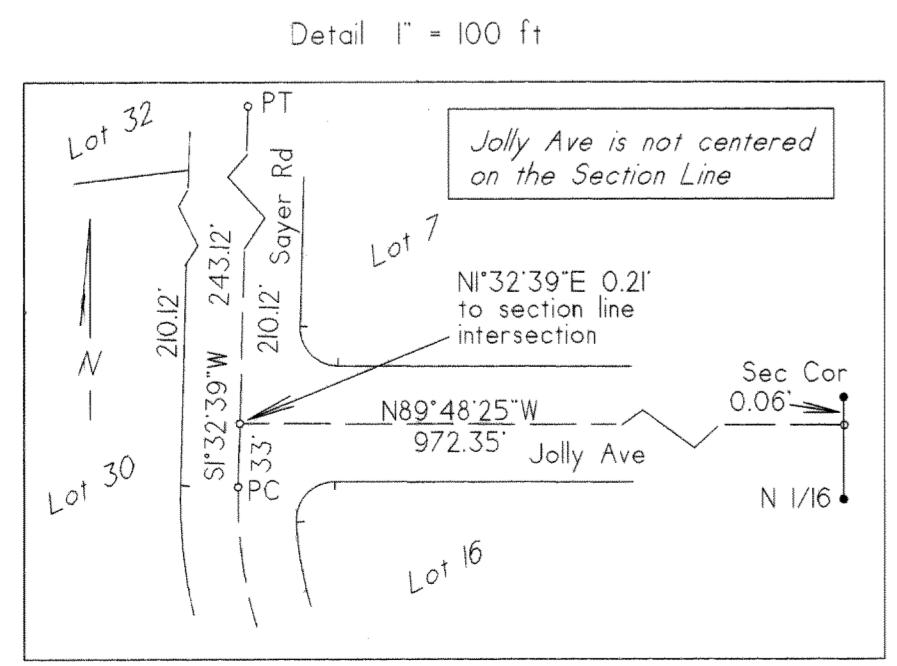 Detail 1" = 100 ft
Lot 32
PT
Jolly Ave is not centered
on the Section Line
Sayer Rd
Lot 7
243.12'
210.12'
210.12'
N1°32'39"E 0.21'
to section line
intersection
N
S1°32'39"W
33'
Sec Cor
0.06'
N89°48'25"W
972.35'
Jolly Ave
Lot 30
PC
N 1/16
Lot 16